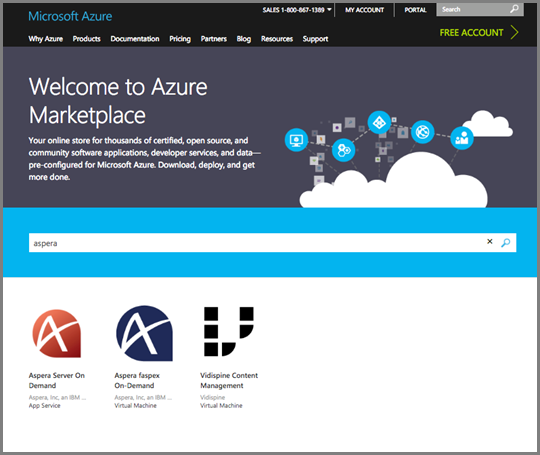 Microsoft Azure
SALES 1-800-867-1389 MY ACCOUNT PORTAL Search
Why Azure Products Documentation Pricing Partners Blog Resources Support FREE ACCOUNT
Welcome to Azure
Marketplace
Your online store for thousands of certified, open source, and
community software applications, developer services, and data—
pre-configured for Microsoft Azure. Download, deploy, and get
more done.
aspera
Aspera Server On
Demand
Aspera, Inc, an IBM ...
App Service
Aspera faspex
On-Demand
Aspera, Inc, an IBM ...
Virtual Machine
Vidispine Content
Management
Vidispine
Virtual Machine